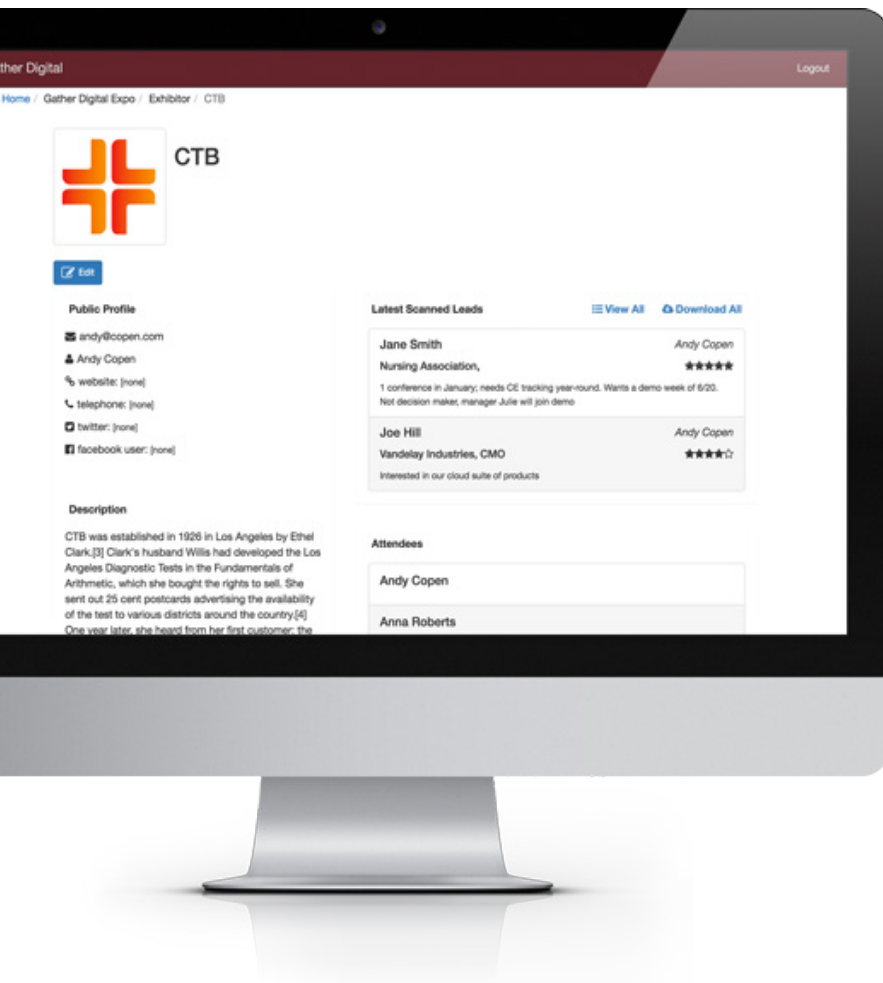 ther Digital
Logout
Home / Gather Digital Expo / Exhibitor / CTB
CTB
Edit
Public Profile
andy@copen.com
Andy Copen
website: [none]
telephone: [none]
twitter: [none]
facebook user: [none]
Description
CTB was established in 1926 in Los Angeles by Ethel
Clark.[3] Clark's husband Willis had developed the Los
Angeles Diagnostic Tests in the Fundamentals of
Arithmetic, which she bought the rights to sell. She
sent out 25 cent postcards advertising the availability
of the test to various districts around the country.[4]
One year later, she heard from her first customer: the
Latest Scanned Leads
View All
Download All
Jane Smith
Andy Copen
Nursing Association,
1 conference in January; needs CE tracking year-round. Wants a demo week of 6/20.
Not decision maker, manager Julie will join demo
Joe Hill
Andy Copen
Vandelay Industries, CMO
Interested in our cloud suite of products
Attendees
Andy Copen
Anna Roberts